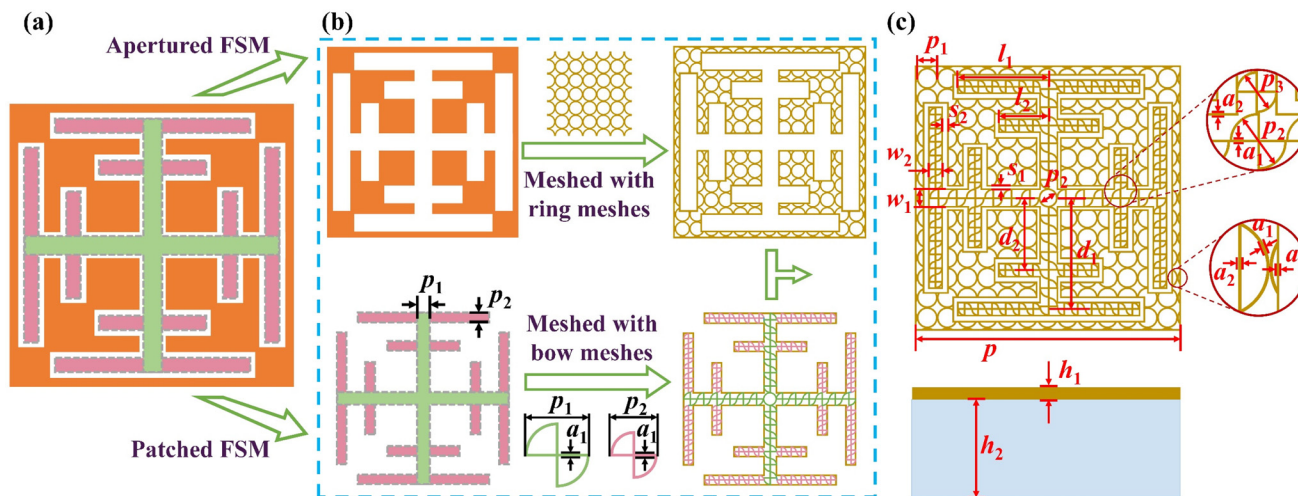 (a)
Apertured FSM
Patched FSM
(b)
Meshed with
ring meshes
p1
p2
Meshed with
bow meshes
p1
a1
p2
a1
(c)
p1
l1
l2
s2
w2
w1
s1
p2
d2
d1
p
a2
p3
p2
a1
a1
a2
a
h1
h2